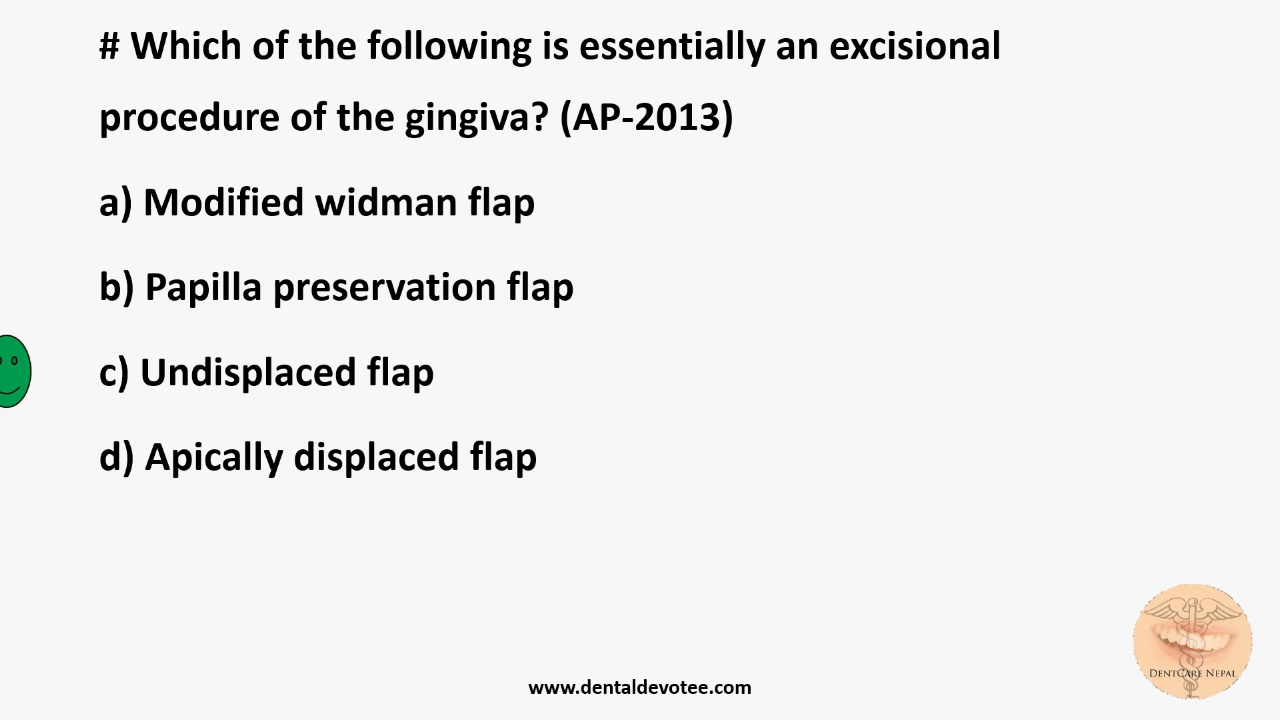 # Which of the following is essentially an excisional
procedure of the gingiva? (AP-2013)
a) Modified widman flap
b) Papilla preservation flap
c) Undisplaced flap
d) Apically displaced flap
DENTCARE NEPAL
www.dentaldevotee.com